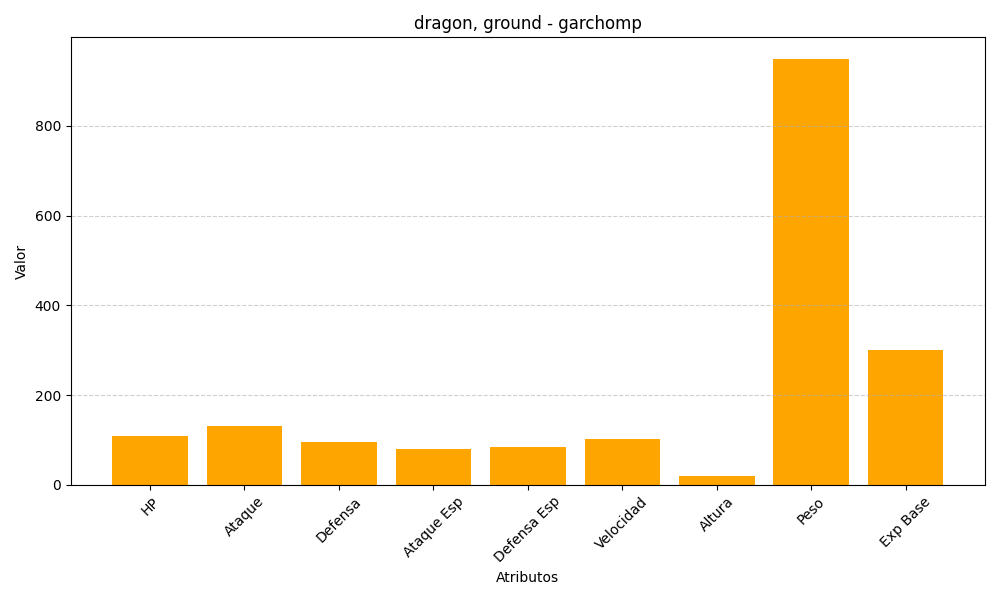 dragon, ground - garchomp
Valor
800
600
400
200
0
HP
Ataque
Defensa
Ataque Esp
Defensa Esp
Velocidad
Altura
Peso
Exp Base
Atributos